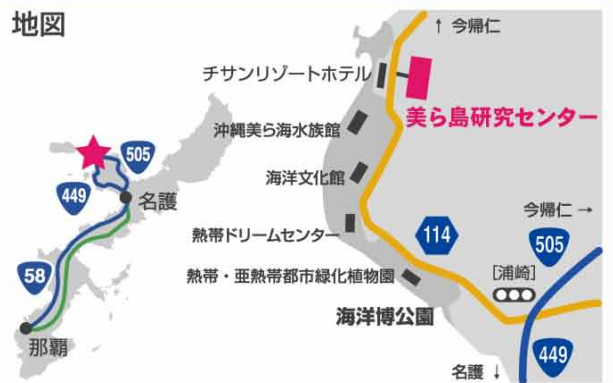 地図
↑ 今帰仁
チサンリゾートホテル
美ら島研究センター
沖縄美ら海水族館
505
海洋文化館
449
名護
今帰仁 →
熱帯ドリームセンター
114
505
58
[浦崎]
熱帯・亜熱帯都市緑化植物園
海洋博公園
那覇
449
名護 ↓